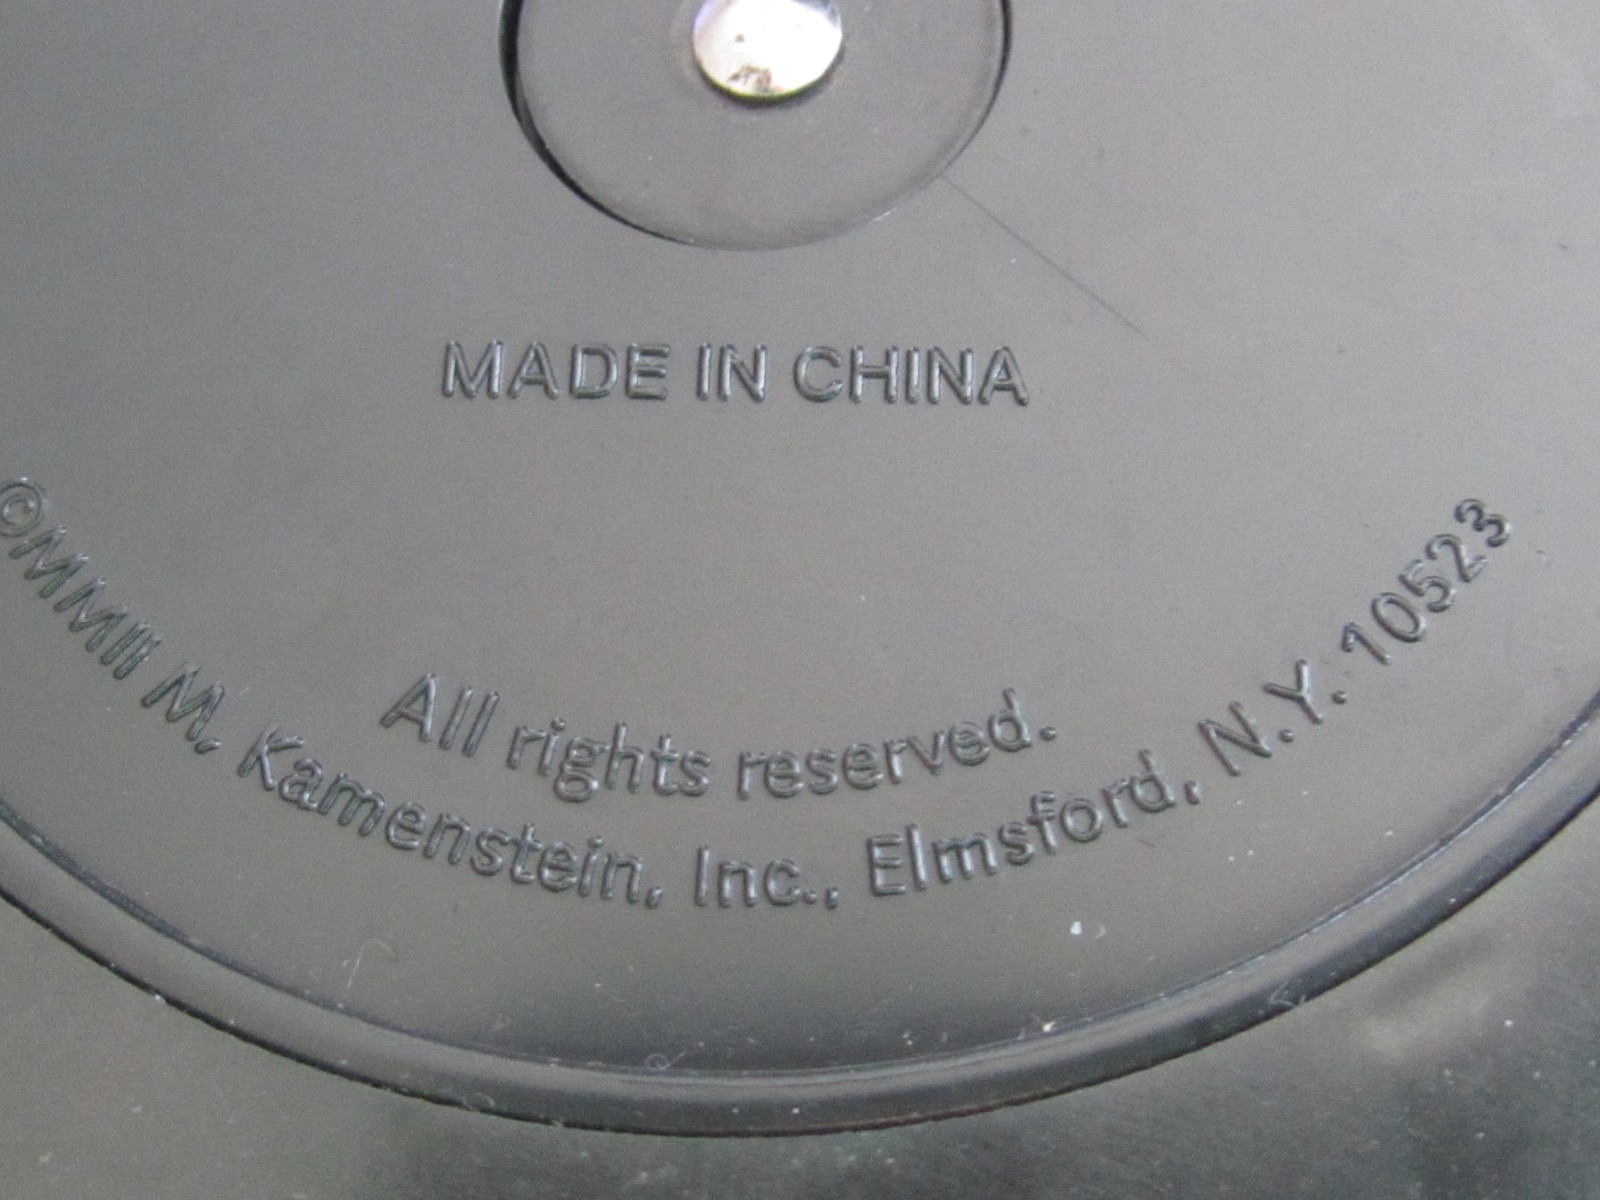 MADE IN CHINA
All rights reserved.
©MMII M. Kamenstein, Inc., Elmsford, N.Y. 10523